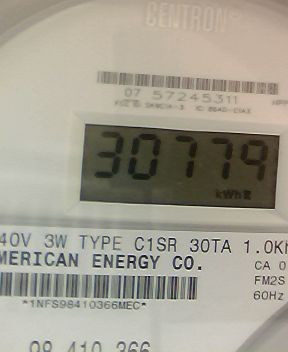 CENTRON®
07 57245311
30779
kWh
40V 3W TYPE C1SR 30TA 1.0K
MERICAN ENERGY CO. CA 0
FM2S
60Hz
*1NFS98410366MEC*
98 410 366